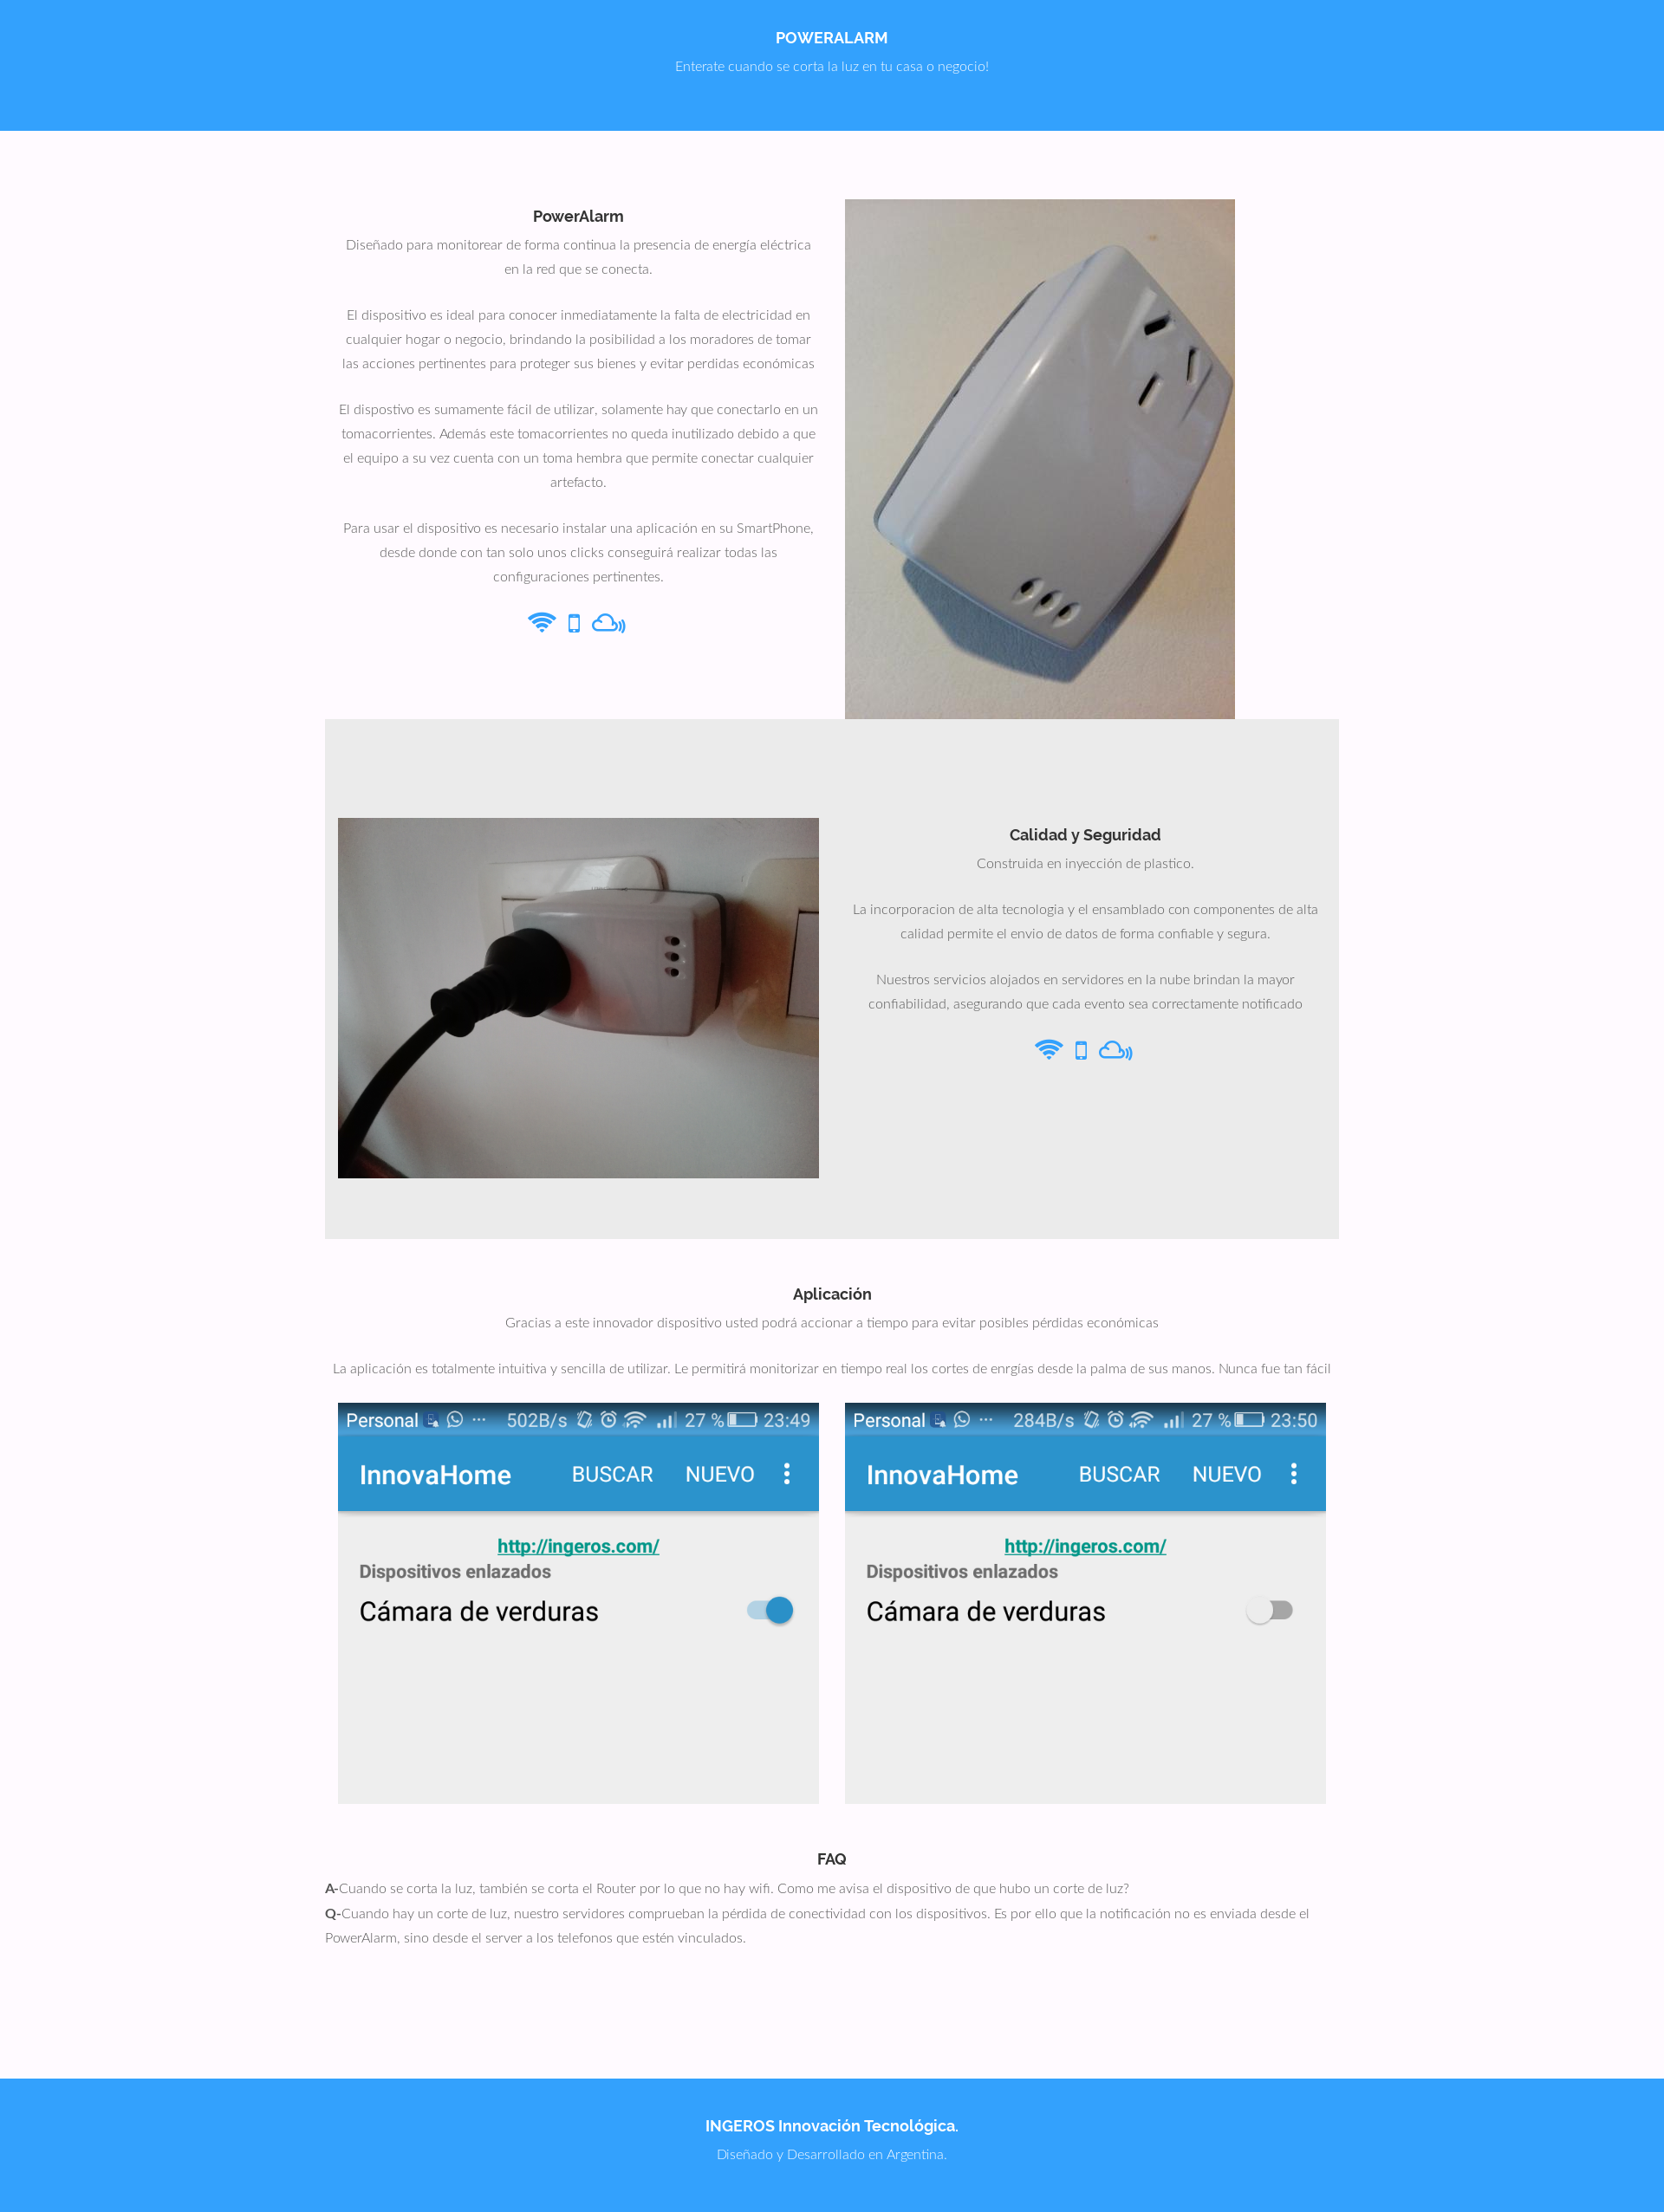 POWERALARM
Enterate cuando se corta la luz en tu casa o negocio!
PowerAlarm
Diseñado para monitorear de forma continua la presencia de energía eléctrica
en la red que se conecta.
El dispositivo es ideal para conocer inmediatamente la falta de electricidad en
cualquier hogar o negocio, brindando la posibilidad a los moradores de tomar
las acciones pertinentes para proteger sus bienes y evitar perdidas económicas
El dispostivo es sumamente fácil de utilizar, solamente hay que conectarlo en un
tomacorrientes. Además este tomacorrientes no queda inutilizado debido a que
el equipo a su vez cuenta con un toma hembra que permite conectar cualquier
artefacto.
Para usar el dispositivo es necesario instalar una aplicación en su SmartPhone,
desde donde con tan solo unos clicks conseguirá realizar todas las
configuraciones pertinentes.
Calidad y Seguridad
Construida en inyección de plastico.
La incorporacion de alta tecnologia y el ensamblado con componentes de alta
calidad permite el envio de datos de forma confiable y segura.
Nuestros servicios alojados en servidores en la nube brindan la mayor
confiabilidad, asegurando que cada evento sea correctamente notificado
Aplicación
Gracias a este innovador dispositivo usted podrá accionar a tiempo para evitar posibles pérdidas económicas
La aplicación es totalmente intuitiva y sencilla de utilizar. Le permitirá monitorizar en tiempo real los cortes de enrgías desde la palma de sus manos. Nunca fue tan fácil
Personal ... 502B/s 27 % 23:49
InnovaHome BUSCAR NUEVO
http://ingeros.com/
Dispositivos enlazados
Cámara de verduras
Personal ... 284B/s 27 % 23:50
InnovaHome BUSCAR NUEVO
http://ingeros.com/
Dispositivos enlazados
Cámara de verduras
FAQ
A-Cuando se corta la luz, también se corta el Router por lo que no hay wifi. Como me avisa el dispositivo de que hubo un corte de luz?
Q-Cuando hay un corte de luz, nuestro servidores comprueban la pérdida de conectividad con los dispositivos. Es por ello que la notificación no es enviada desde el
PowerAlarm, sino desde el server a los telefonos que estén vinculados.
INGEROS Innovación Tecnológica.
Diseñado y Desarrollado en Argentina.